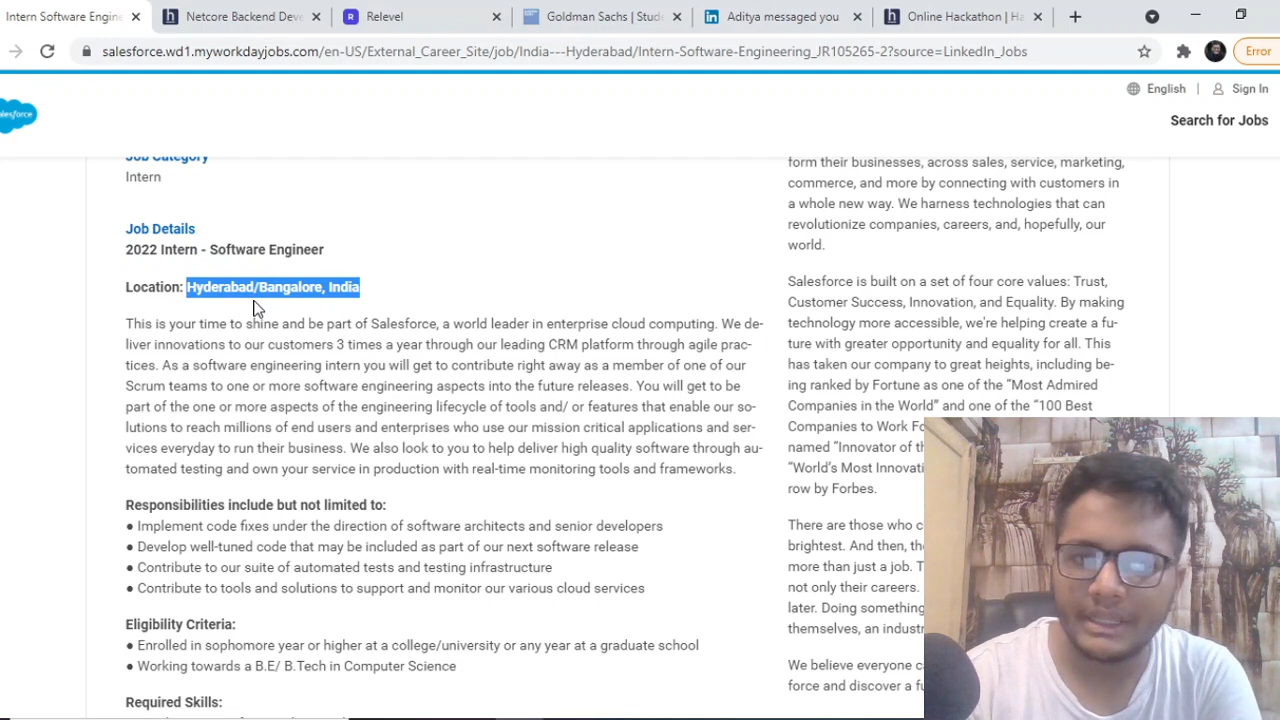 Intern Software Engine
Netcore Backend Deve
Relevel
Goldman Sachs | Stud
Aditya messaged you
Online Hackathon | Ha
salesforce.wd1.myworkdayjobs.com/en-US/External_Career_Site/job/India---Hyderabad/Intern-Software-Engineering_JR105265-2?source=LinkedIn_Jobs
Error
English | Sign In
Search for Jobs
Job Category
Intern
Job Details
2022 Intern - Software Engineer
Location: Hyderabad/Bangalore, India
This is your time to shine and be part of Salesforce, a world leader in enterprise cloud computing. We de-
liver innovations to our customers 3 times a year through our leading CRM platform through agile prac-
tices. As a software engineering intern you will get to contribute right away as a member of one of our
Scrum teams to one or more software engineering aspects into the future releases. You will get to be
part of the one or more aspects of the engineering lifecycle of tools and/ or features that enable our so-
lutions to reach millions of end users and enterprises who use our mission critical applications and ser-
vices everyday to run their business. We also look to you to help deliver high quality software through au-
tomated testing and own your service in production with real-time monitoring tools and frameworks.
Responsibilities include but not limited to:
● Implement code fixes under the direction of software architects and senior developers
● Develop well-tuned code that may be included as part of our next software release
● Contribute to our suite of automated tests and testing infrastructure
● Contribute to tools and solutions to support and monitor our various cloud services
Eligibility Criteria:
● Enrolled in sophomore year or higher at a college/university or any year at a graduate school
● Working towards a B.E/ B.Tech in Computer Science
Required Skills:
form their businesses, across sales, service, marketing,
commerce, and more by connecting with customers in
a whole new way. We harness technologies that can
revolutionize companies, careers, and, hopefully, our
world.
Salesforce is built on a set of four core values: Trust,
Customer Success, Innovation, and Equality. By making
technology more accessible, we're helping create a fu-
ture with greater opportunity and equality for all. This
has taken our company to great heights, including be-
ing ranked by Fortune as one of the "Most Admired
Companies in the World" and one of the "100 Best
Companies to Work Fo
named "Innovator of th
"World's Most Innovati
row by Forbes.
There are those who c
brightest. And then, the
more than just a job. T
not only their careers.
later. Doing something
themselves, an industr
We believe everyone ca
force and discover a fu